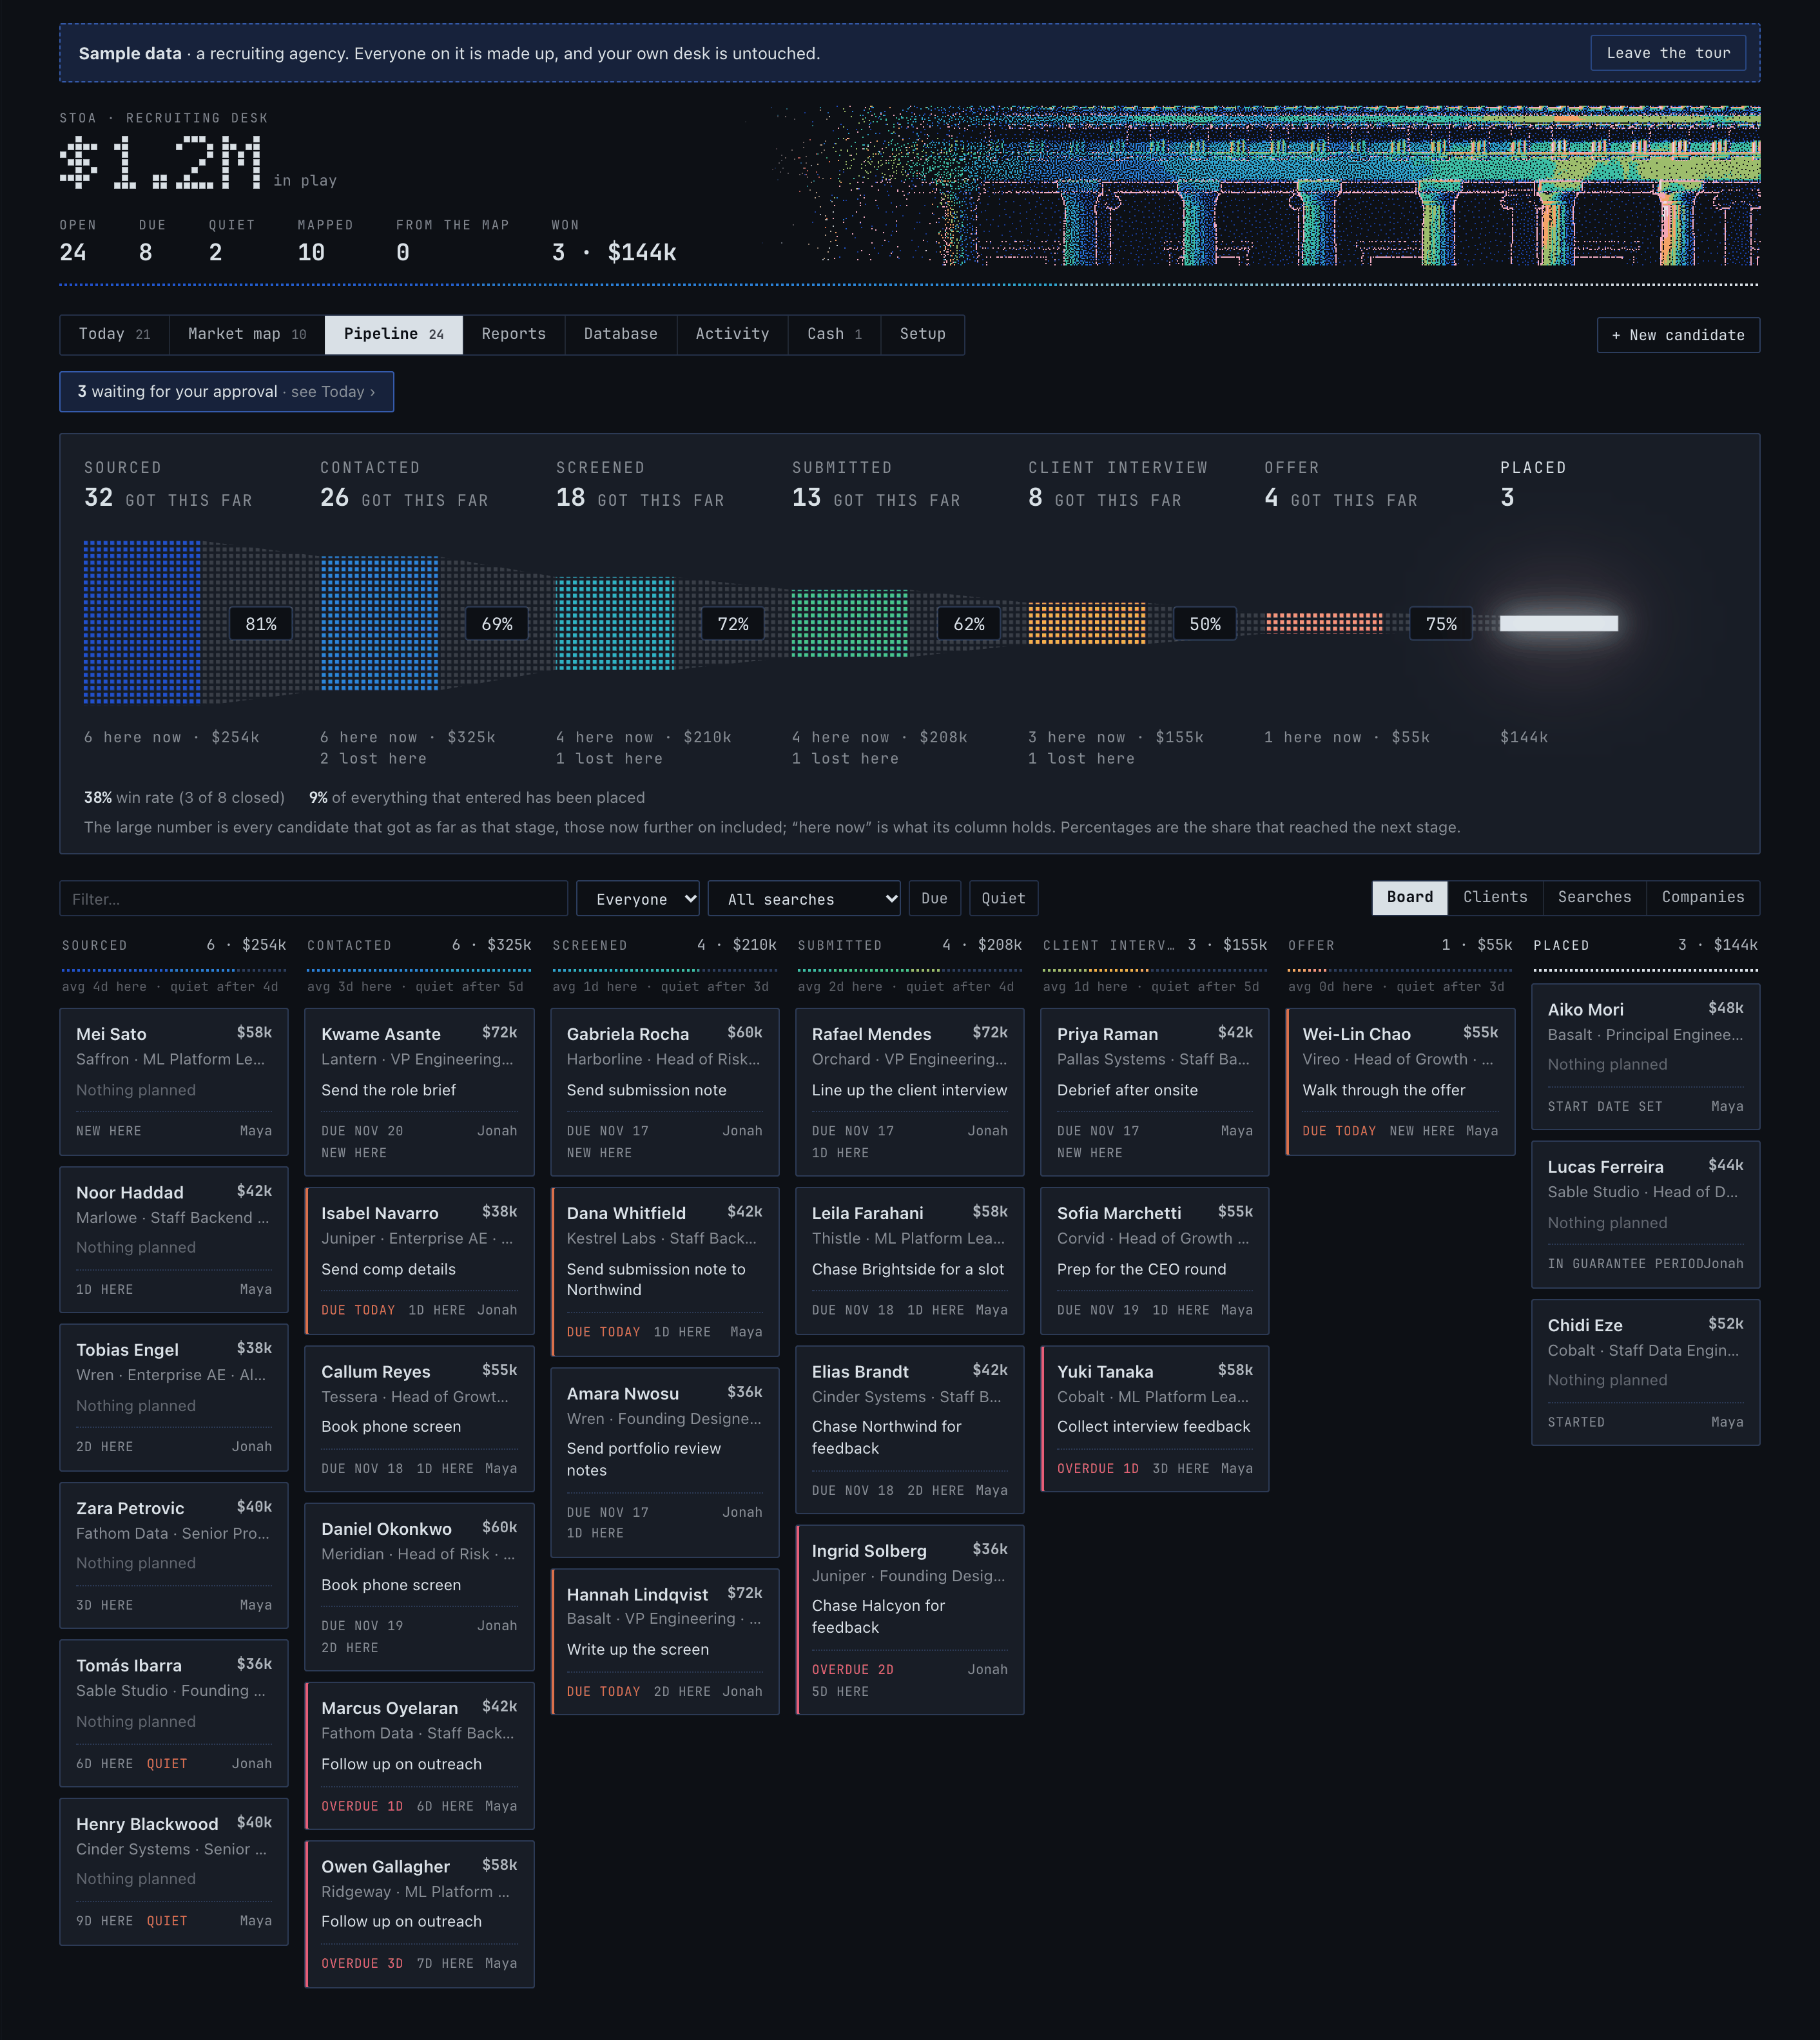 Sample data · a recruiting agency. Everyone on it is made up, and your own desk is untouched.
Leave the tour
STOA · RECRUITING DESK
$1.2M in play
OPEN DUE QUIET MAPPED FROM THE MAP WON
24 8 2 10 0 3 · $144k
Today 21 Market map 10 Pipeline 24 Reports Database Activity Cash 1 Setup
+ New candidate
3 waiting for your approval · see Today ›
SOURCED CONTACTED SCREENED SUBMITTED CLIENT INTERVIEW OFFER PLACED
32 GOT THIS FAR 26 GOT THIS FAR 18 GOT THIS FAR 13 GOT THIS FAR 8 GOT THIS FAR 4 GOT THIS FAR 3
81% 69% 72% 62% 50% 75%
6 here now · $254k 6 here now · $325k 4 here now · $210k 4 here now · $208k 3 here now · $155k 1 here now · $55k $144k
2 lost here 1 lost here 1 lost here 1 lost here
38% win rate (3 of 8 closed) 9% of everything that entered has been placed
The large number is every candidate that got as far as that stage, those now further on included; “here now” is what its column holds. Percentages are the share that reached the next stage.
Filter... Everyone All searches Due Quiet
Board Clients Searches Companies
SOURCED 6 · $254k
avg 4d here · quiet after 4d
Mei Sato $58k
Saffron · ML Platform Le...
Nothing planned
NEW HERE Maya
Noor Haddad $42k
Marlowe · Staff Backend ...
Nothing planned
1D HERE Maya
Tobias Engel $38k
Wren · Enterprise AE · Al...
Nothing planned
2D HERE Jonah
Zara Petrovic $40k
Fathom Data · Senior Pro...
Nothing planned
3D HERE Maya
Tomás Ibarra $36k
Sable Studio · Founding ...
Nothing planned
6D HERE QUIET Jonah
Henry Blackwood $40k
Cinder Systems · Senior ...
Nothing planned
9D HERE QUIET Maya
CONTACTED 6 · $325k
avg 3d here · quiet after 5d
Kwame Asante $72k
Lantern · VP Engineering...
Send the role brief
DUE NOV 20 Jonah
NEW HERE
Isabel Navarro $38k
Juniper · Enterprise AE · ...
Send comp details
DUE TODAY 1D HERE Jonah
Callum Reyes $55k
Tessera · Head of Growt...
Book phone screen
DUE NOV 18 1D HERE Maya
Daniel Okonkwo $60k
Meridian · Head of Risk · ...
Book phone screen
DUE NOV 19 Jonah
2D HERE
Marcus Oyelaran $42k
Fathom Data · Staff Back...
Follow up on outreach
OVERDUE 1D 6D HERE Maya
Owen Gallagher $58k
Ridgeway · ML Platform ...
Follow up on outreach
OVERDUE 3D 7D HERE Maya
SCREENED 4 · $210k
avg 1d here · quiet after 3d
Gabriela Rocha $60k
Harborline · Head of Risk...
Send submission note
DUE NOV 17 Jonah
NEW HERE
Dana Whitfield $42k
Kestrel Labs · Staff Back...
Send submission note to
Northwind
DUE TODAY 1D HERE Maya
Amara Nwosu $36k
Wren · Founding Designe...
Send portfolio review
notes
DUE NOV 17 Jonah
1D HERE
Hannah Lindqvist $72k
Basalt · VP Engineering · ...
Write up the screen
DUE TODAY 2D HERE Jonah
SUBMITTED 4 · $208k
avg 2d here · quiet after 4d
Rafael Mendes $72k
Orchard · VP Engineering...
Line up the client interview
DUE NOV 17 Jonah
1D HERE
Leila Farahani $58k
Thistle · ML Platform Lea...
Chase Brightside for a slot
DUE NOV 18 1D HERE Maya
Elias Brandt $42k
Cinder Systems · Staff B...
Chase Northwind for
feedback
DUE NOV 18 2D HERE Maya
Ingrid Solberg $36k
Juniper · Founding Desig...
Chase Halcyon for
feedback
OVERDUE 2D Jonah
5D HERE
CLIENT INTERV… 3 · $155k
avg 1d here · quiet after 5d
Priya Raman $42k
Pallas Systems · Staff Ba...
Debrief after onsite
DUE NOV 17 Maya
NEW HERE
Sofia Marchetti $55k
Corvid · Head of Growth ...
Prep for the CEO round
DUE NOV 19 1D HERE Maya
Yuki Tanaka $58k
Cobalt · ML Platform Lea...
Collect interview feedback
OVERDUE 1D 3D HERE Maya
OFFER 1 · $55k
avg 0d here · quiet after 3d
Wei-Lin Chao $55k
Vireo · Head of Growth · ...
Walk through the offer
DUE TODAY NEW HERE Maya
PLACED 3 · $144k
Aiko Mori $48k
Basalt · Principal Enginee...
Nothing planned
START DATE SET Maya
Lucas Ferreira $44k
Sable Studio · Head of D...
Nothing planned
IN GUARANTEE PERIOD Jonah
Chidi Eze $52k
Cobalt · Staff Data Engin...
Nothing planned
STARTED Maya